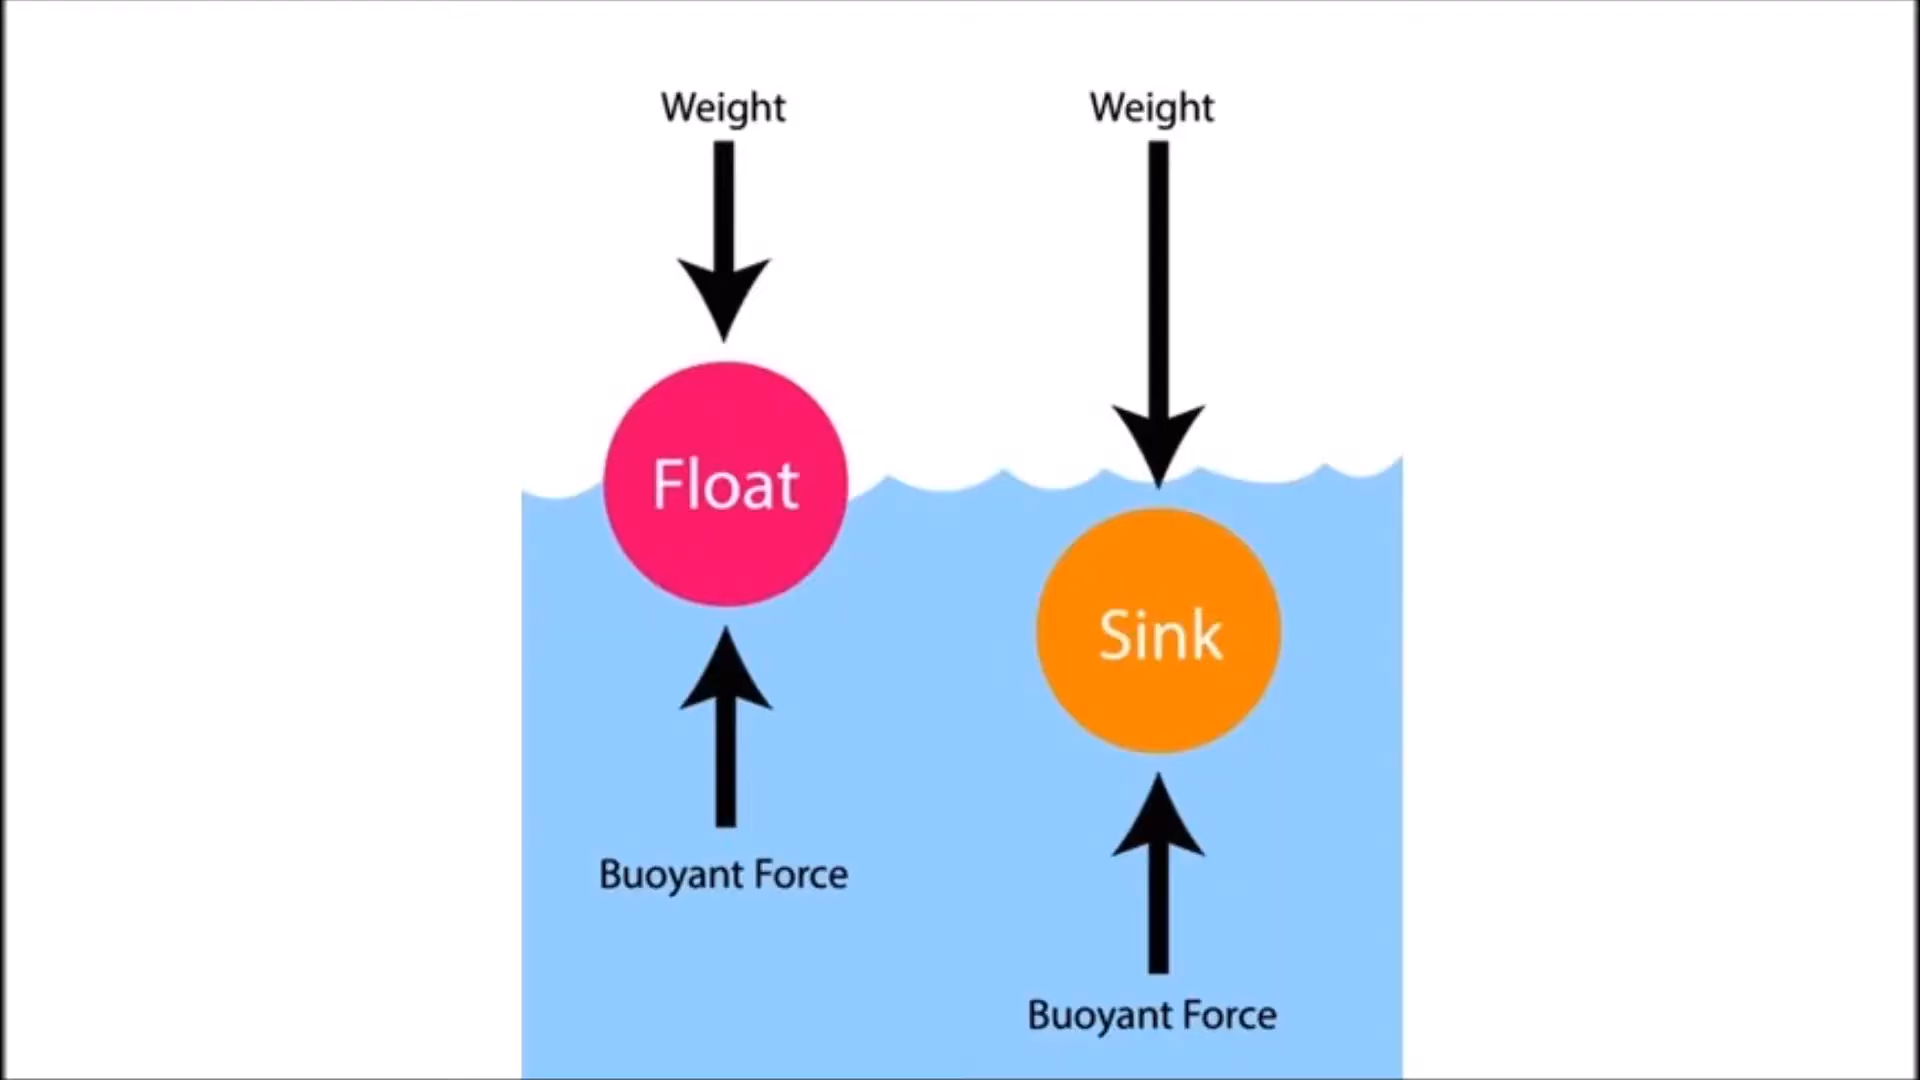 Weight
Weight
Float
Sink
Buoyant Force
Buoyant Force